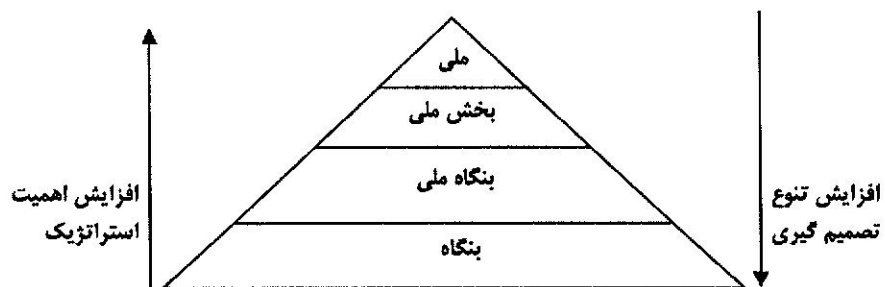 ملی
بخش ملی
بنگاه ملی
بنگاه
افزایش تنوع
تصمیم گیری
افزایش اهمیت
استراتژیک